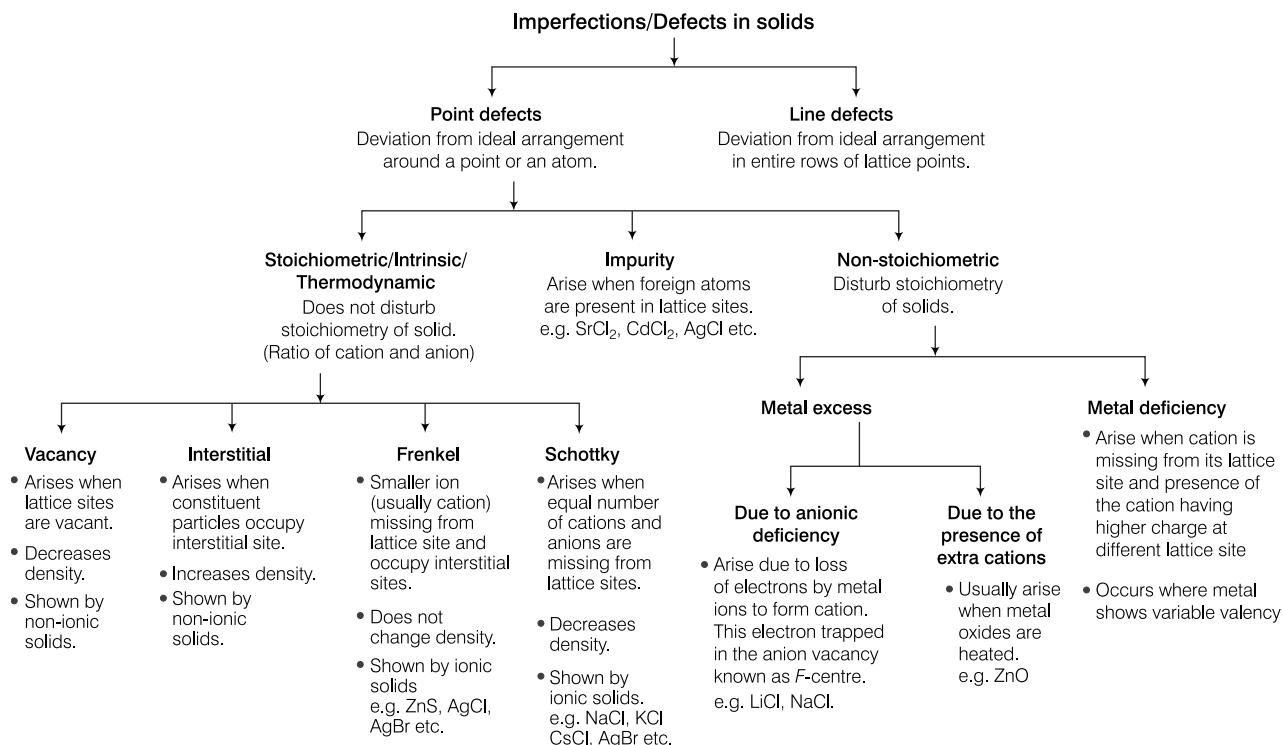 Imperfections/Defects in solids
Point defects
Deviation from ideal arrangement
around a point or an atom.
Line defects
Deviation from ideal arrangement
in entire rows of lattice points.
Stoichiometric/Intrinsic/
Thermodynamic
Does not disturb
stoichiometry of solid.
(Ratio of cation and anion)
Impurity
Arise when foreign atoms
are present in lattice sites.
e.g. SrCl₂, CdCl₂, AgCl etc.
Non-stoichiometric
Disturb stoichiometry
of solids.
Vacancy
• Arises when
lattice sites
are vacant.
• Decreases
density.
• Shown by
non-ionic
solids.
Interstitial
• Arises when
constituent
particles occupy
interstitial site.
• Increases density.
• Shown by
non-ionic
solids.
Frenkel
• Smaller ion
(usually cation)
missing from
lattice site and
occupy interstitial
sites.
• Does not
change density.
• Shown by ionic
solids
e.g. ZnS, AgCl,
AgBr etc.
Schottky
• Arises when
equal number
of cations and
anions are
missing from
lattice sites.
• Decreases
density.
• Shown by
ionic solids.
e.g. NaCl, KCl
CsCl, AgBr etc.
Metal excess
Due to anionic
deficiency
• Arise due to loss
of electrons by metal
ions to form cation.
This electron trapped
in the anion vacancy
known as F-centre.
e.g. LiCl, NaCl.
Due to the
presence of
extra cations
• Usually arise
when metal
oxides are
heated.
e.g. ZnO
Metal deficiency
• Arise when cation is
missing from its lattice
site and presence of
the cation having
higher charge at
different lattice site
• Occurs where metal
shows variable valency